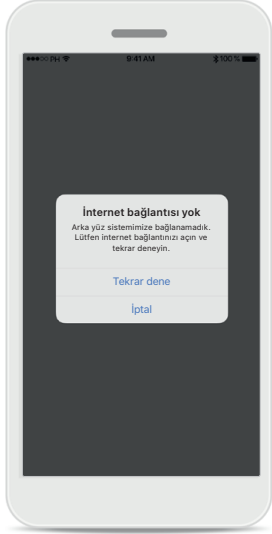 PH 9:41 AM 100 %
İnternet bağlantısı yok
Arka yüz sistemimize bağlanamadık.
Lütfen internet bağlantınızı açın ve
tekrar deneyin.
Tekrar dene
İptal